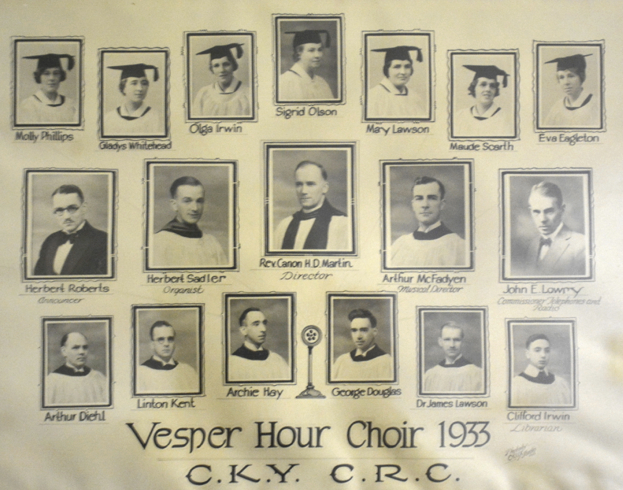 Molly Phillips
Gladys Whitehead
Olga Irwin
Sigrid Olson
Mary Lawson
Maude Scarth
Eva Eagleton
Herbert Roberts
Announcer
Herbert Sadler
Organist
Rev. Canon H.D. Martin.
Director
Arthur McFadyen
Musical Director
John E. Lowry
Commissioner Telephones and
Radio
Arthur Diehl
Linton Kent
Archie Hay
George Douglas
Dr James Lawson
Clifford Irwin
Librarian
Vesper Hour Choir 1933
C.K.Y. C.R.C.